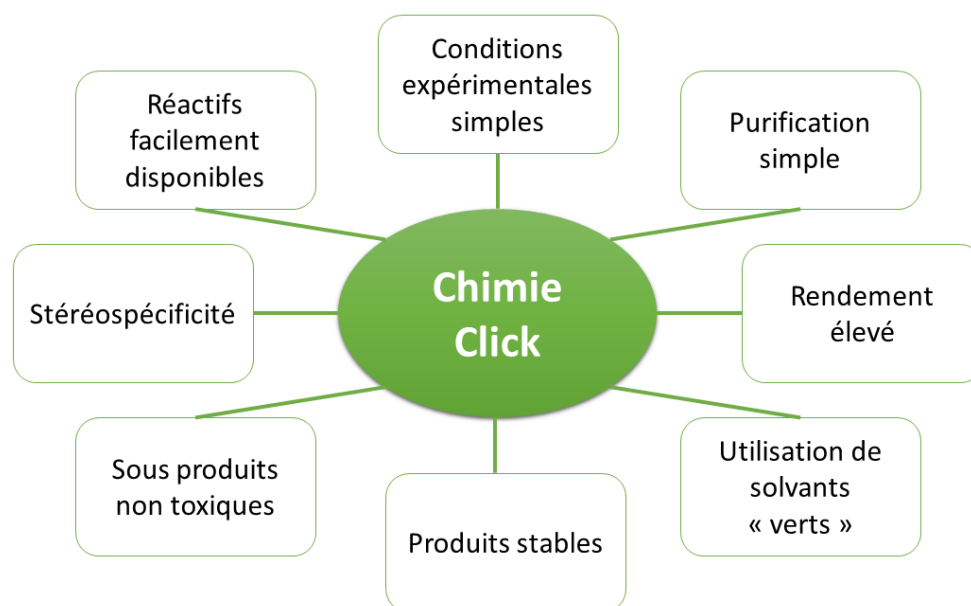 Conditions
expérimentales
simples
Réactifs
facilement
disponibles
Purification
simple
Stéréospécificité
Chimie
Click
Rendement
élevé
Sous produits
non toxiques
Produits stables
Utilisation de
solvants
« verts »